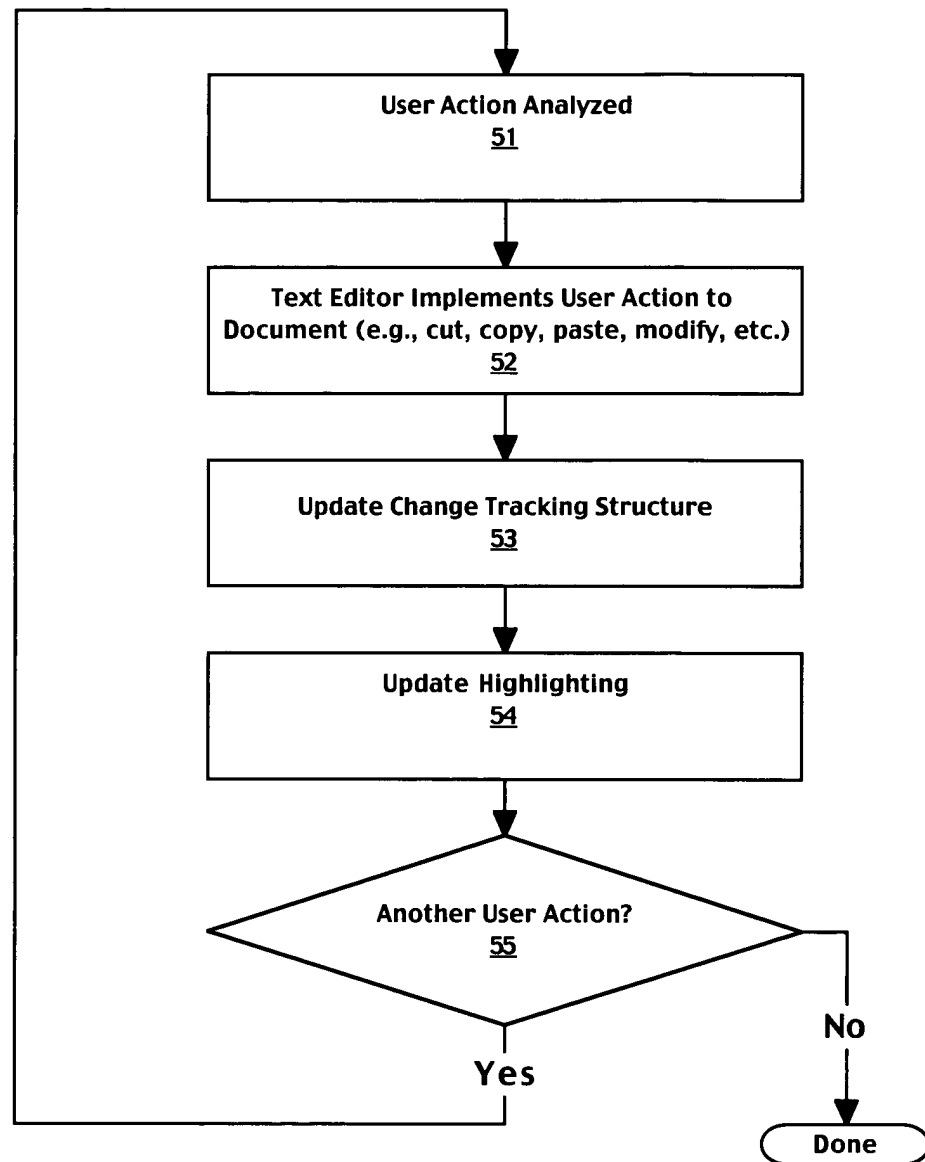 User Action Analyzed
51
Text Editor Implements User Action to
Document (e.g., cut, copy, paste, modify, etc.)
52
Update Change Tracking Structure
53
Update Highlighting
54
Another User Action?
55
No
Yes
Done